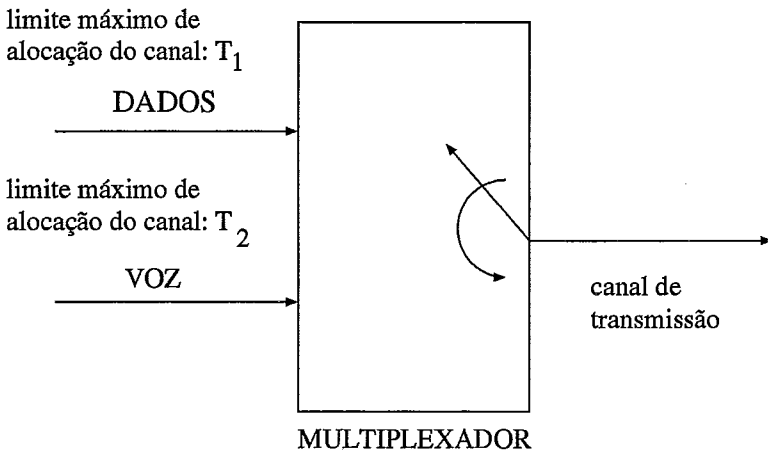 limite máximo de
alocação do canal: T1
DADOS
limite máximo de
alocação do canal: T2
VOZ
canal de
transmissão
MULTIPLEXADOR